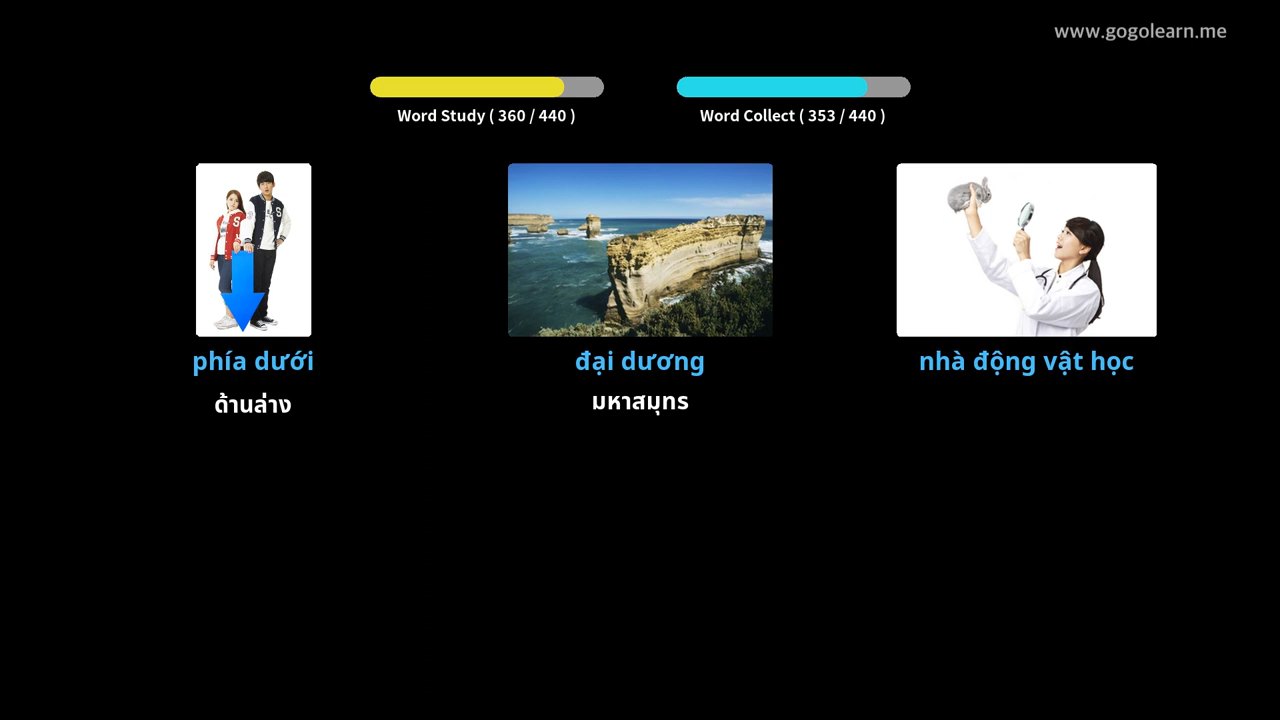 www.gogolearn.me
Word Study ( 360 / 440 )
Word Collect ( 353 / 440 )
S
S
phía dưới
đại dương
nhà động vật học
ด้านล่าง
มหาสมุทร